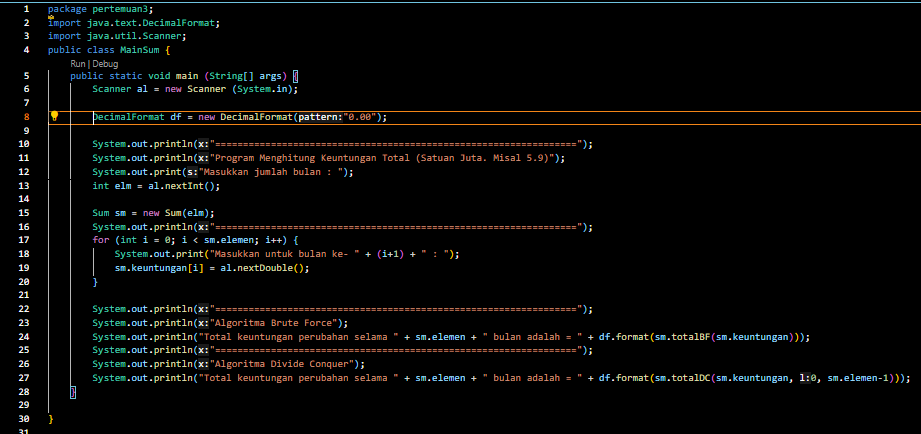 1 package pertemuan3;
2 import java.text.DecimalFormat;
3 import java.util.Scanner;
4 public class MainSum {
Run | Debug
5 public static void main (String[] args) {
6 Scanner al = new Scanner (System.in);
7
8 DecimalFormat df = new DecimalFormat(pattern:"0.00");
9
10 System.out.println(x:"================================================================");
11 System.out.println(x:"Program Menghitung Keuntungan Total (Satuan Juta. Misal 5.9)");
12 System.out.print(s:"Masukkan jumlah bulan : ");
13 int elm = al.nextInt();
14
15 Sum sm = new Sum(elm);
16 System.out.println(x:"================================================================");
17 for (int i = 0; i < sm.elemen; i++) {
18 System.out.print("Masukkan untuk bulan ke- " + (i+1) + " : ");
19 sm.keuntungan[i] = al.nextDouble();
20 }
21
22 System.out.println(x:"================================================================");
23 System.out.println(x:"Algoritma Brute Force");
24 System.out.println("Total keuntungan perubahan selama " + sm.elemen + " bulan adalah = " + df.format(sm.totalBF(sm.keuntungan)));
25 System.out.println(x:"================================================================");
26 System.out.println(x:"Algoritma Divide Conquer");
27 System.out.println("Total keuntungan perubahan selama " + sm.elemen + " bulan adalah = " + df.format(sm.totalDC(sm.keuntungan, l:0, sm.elemen-1)));
28 }
29
30 }
31